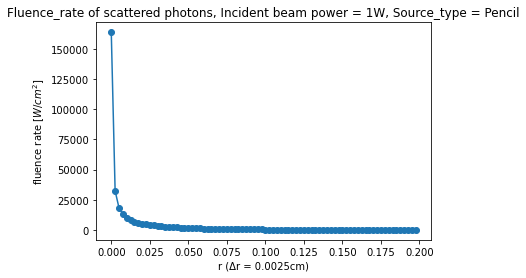 Fluence_rate of scattered photons, Incident beam power = 1W, Source_type = Pencil
fluence rate [W/cm²]
150000
125000
100000
75000
50000
25000
0
0.000 0.025 0.050 0.075 0.100 0.125 0.150 0.175 0.200
r (Δr = 0.0025cm)